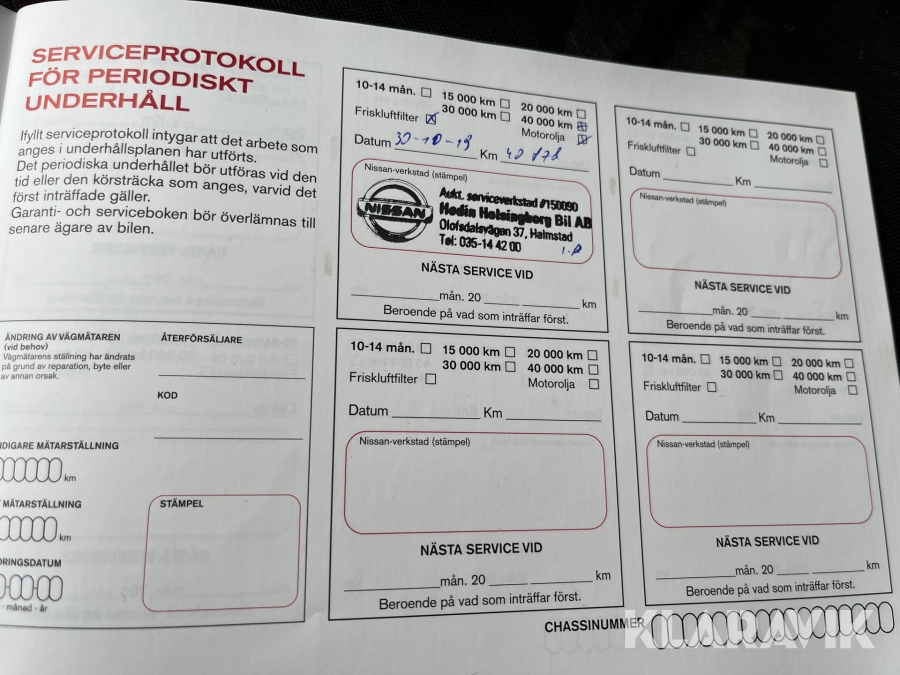 SERVICEPROTOKOLL
FÖR PERIODISKT
UNDERHÅLL
Ifyllt serviceprotokoll intygar att det arbete som
anges i underhållsplanen har utförts.
Det periodiska underhållet bör utföras vid den
tid eller den körsträcka som anges, varvid det
först inträffade gäller.
Garanti- och serviceboken bör överlämnas till
senare ägare av bilen.
ÄNDRING AV VÄGMÄTAREN
(vid behov)
Vägmätarens ställning har ändrats
på grund av reparation, byte eller
av annan orsak.
ÅTERFÖRSÄLJARE
KOD
IDIGARE MÄTARSTÄLLNING
km
MÄTARSTÄLLNING
km
DRINGSDATUM
- månad - år
STÄMPEL
10-14 mån. 15 000 km 20 000 km
30 000 km 40 000 km
Friskluftfilter Motorolja
Datum 30-10-19 Km 40 878
Nissan-verkstad (stämpel)
NISSAN
Aukt. serviceverkstad #150090
Hedin Helsingborg Bil AB
Olofsdalsvägen 37, Halmstad
Tel: 035-14 42 00
NÄSTA SERVICE VID
mån. 20 km
Beroende på vad som inträffar först.
10-14 mån. 15 000 km 20 000 km
30 000 km 40 000 km
Friskluftfilter Motorolja
Datum Km
Nissan-verkstad (stämpel)
NÄSTA SERVICE VID
mån. 20 km
Beroende på vad som inträffar först.
10-14 mån. 15 000 km 20 000 km
30 000 km 40 000 km
Friskluftfilter Motorolja
Datum Km
Nissan-verkstad (stämpel)
NÄSTA SERVICE VID
mån. 20 km
Beroende på vad som inträffar först.
10-14 mån. 15 000 km 20 000 km
30 000 km 40 000 km
Friskluftfilter Motorolja
Datum Km
Nissan-verkstad (stämpel)
NÄSTA SERVICE VID
mån. 20 km
Beroende på vad som inträffar först.
CHASSINUMMER
KLARAVIK